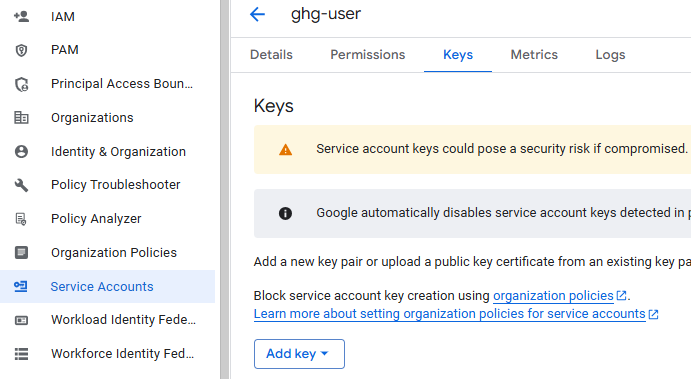 IAM
PAM
Principal Access Boun...
Organizations
Identity & Organization
Policy Troubleshooter
Policy Analyzer
Organization Policies
Service Accounts
Workload Identity Fede...
Workforce Identity Fed...
ghg-user
Details Permissions Keys Metrics Logs
Keys
Service account keys could pose a security risk if compromised.
Google automatically disables service account keys detected in
Add a new key pair or upload a public key certificate from an existing key
Block service account key creation using organization policies.
Learn more about setting organization policies for service accounts
Add key